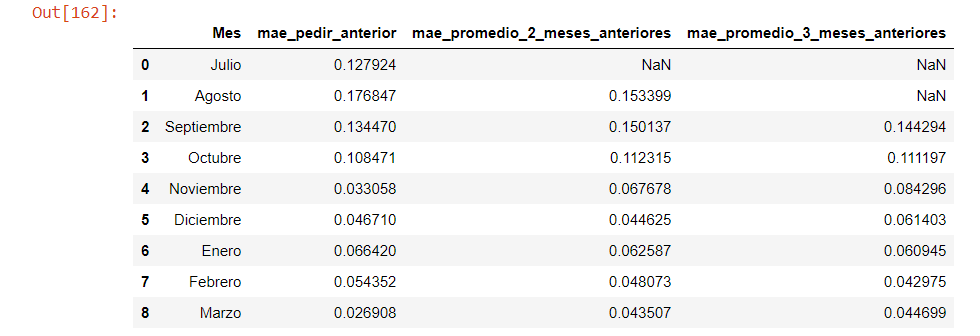 Out[162]:
Mes mae_pedir_anterior mae_promedio_2_meses_anteriores mae_promedio_3_meses_anteriores
0 Julio 0.127924 NaN NaN
1 Agosto 0.176847 0.153399 NaN
2 Septiembre 0.134470 0.150137 0.144294
3 Octubre 0.108471 0.112315 0.111197
4 Noviembre 0.033058 0.067678 0.084296
5 Diciembre 0.046710 0.044625 0.061403
6 Enero 0.066420 0.062587 0.060945
7 Febrero 0.054352 0.048073 0.042975
8 Marzo 0.026908 0.043507 0.044699